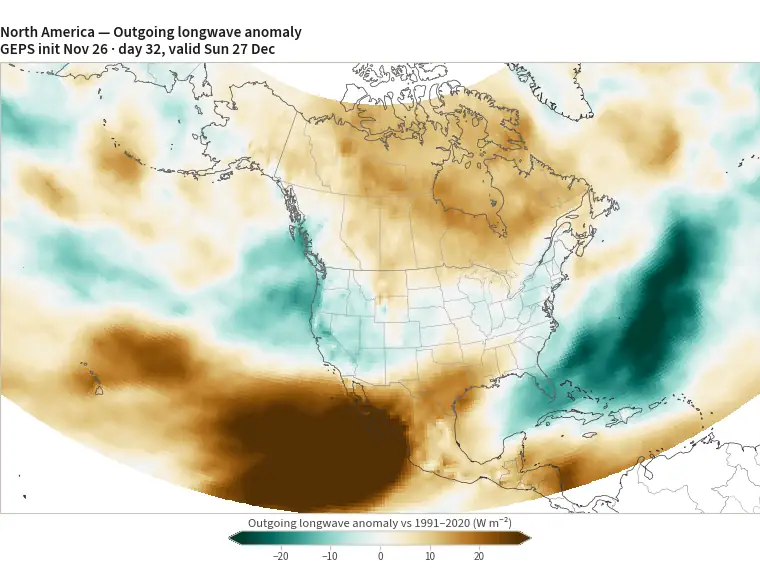 North America — Outgoing longwave anomaly
GEPS init Nov 26 · day 32, valid Sun 27 Dec
Outgoing longwave anomaly vs 1991–2020 (W m⁻²)
−20 −10 0 10 20